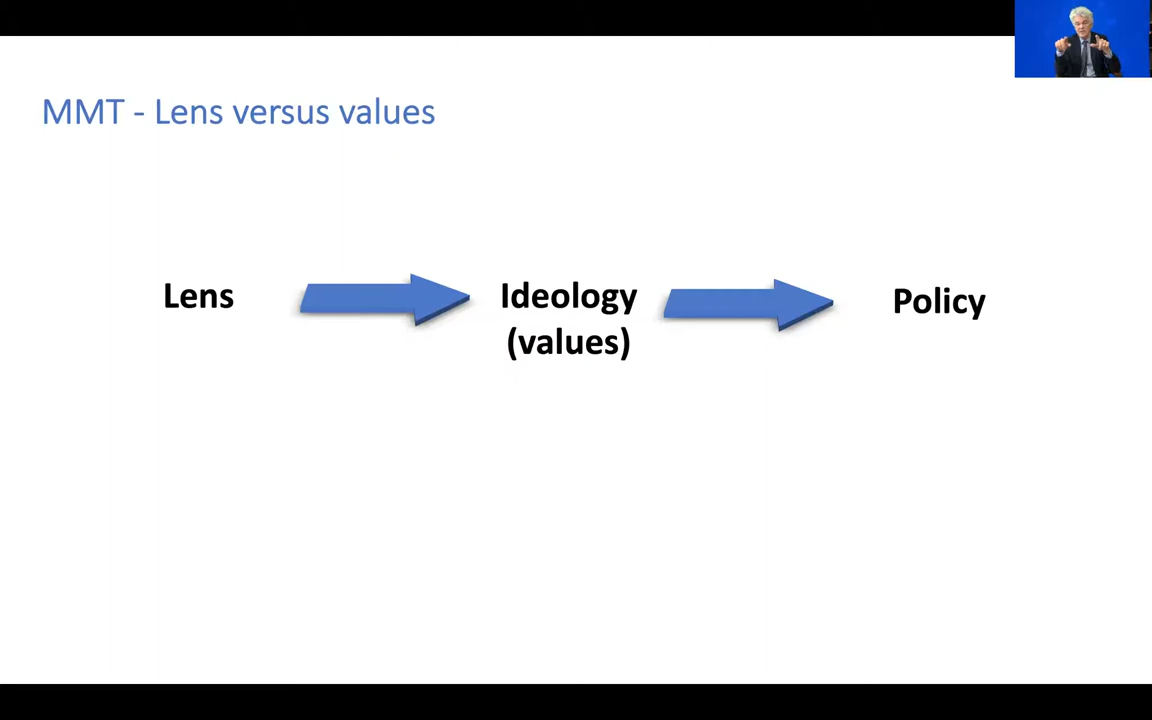 MMT - Lens versus values
Lens
Ideology
(values)
Policy